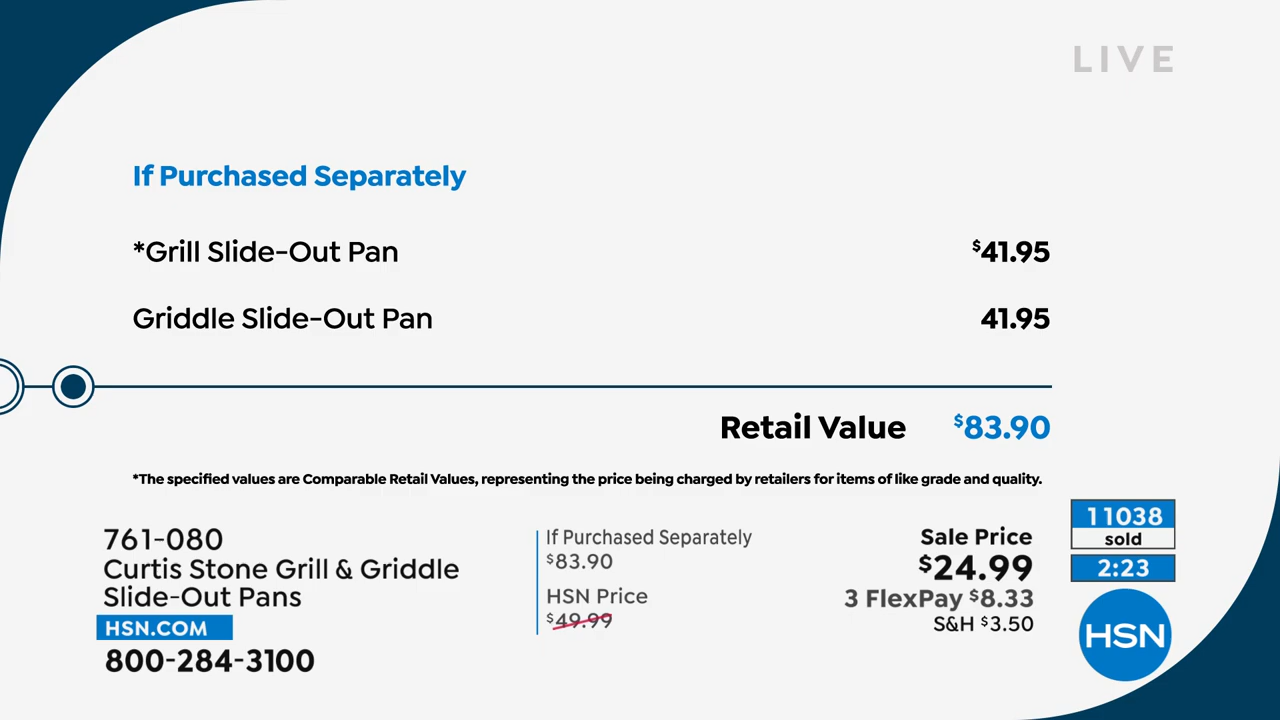 LIVE
If Purchased Separately
*Grill Slide-Out Pan $41.95
Griddle Slide-Out Pan 41.95
Retail Value $83.90
*The specified values are Comparable Retail Values, representing the price being charged by retailers for items of like grade and quality.
761-080
Curtis Stone Grill & Griddle
Slide-Out Pans
HSN.COM
800-284-3100
If Purchased Separately
$83.90
HSN Price
$49.99
Sale Price
$24.99
3 FlexPay $8.33
S&H $3.50
11038
sold
2:23
HSN